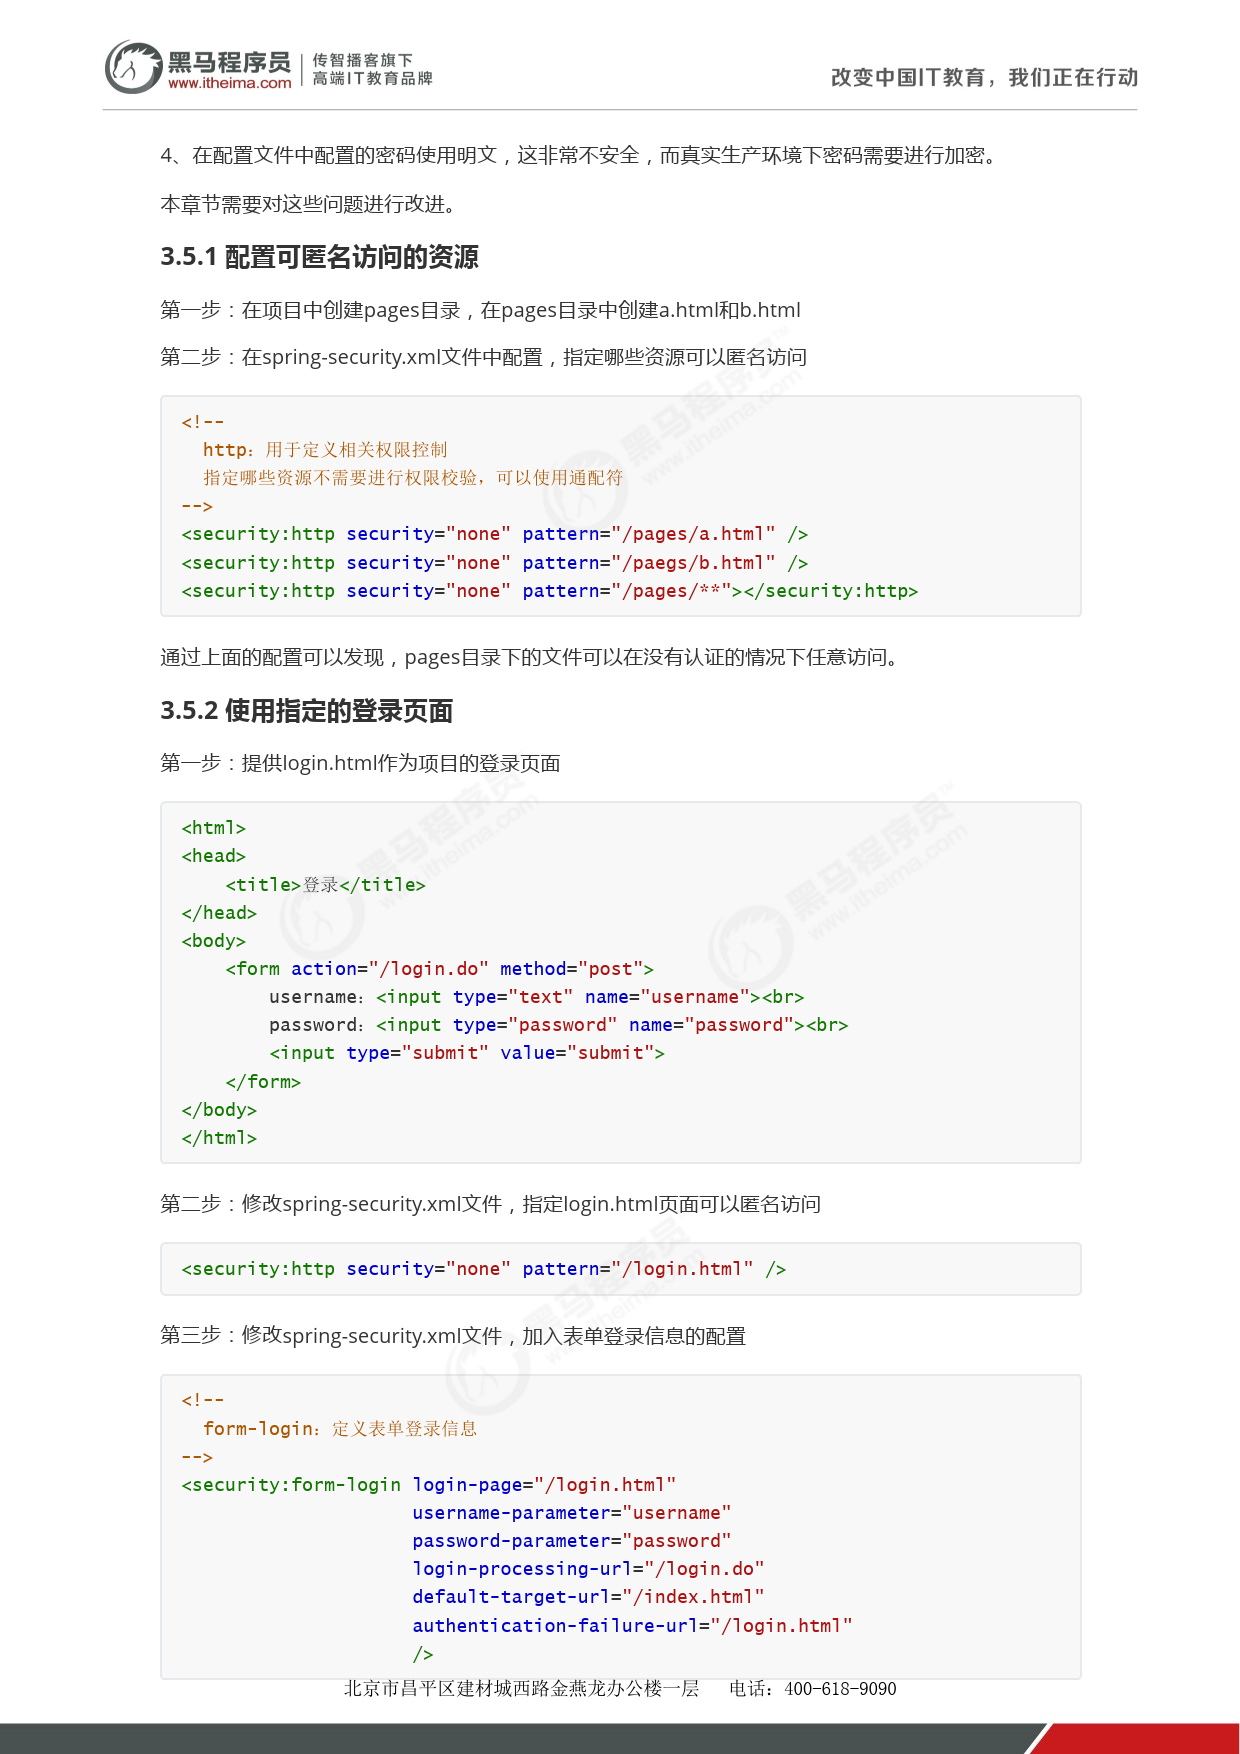 黑马程序员
www.itheima.com
传智播客旗下
高端IT教育品牌
改变中国IT教育，我们正在行动
4、在配置文件中配置的密码使用明文，这非常不安全，而真实生产环境下密码需要进行加密。
本章节需要对这些问题进行改进。
3.5.1 配置可匿名访问的资源
第一步：在项目中创建pages目录，在pages目录中创建a.html和b.html
第二步：在spring-security.xml文件中配置，指定哪些资源可以匿名访问
<!--
  http：用于定义相关权限控制
  指定哪些资源不需要进行权限校验，可以使用通配符
-->
<security:http security="none" pattern="/pages/a.html" />
<security:http security="none" pattern="/paegs/b.html" />
<security:http security="none" pattern="/pages/**"></security:http>
通过上面的配置可以发现，pages目录下的文件可以在没有认证的情况下任意访问。
3.5.2 使用指定的登录页面
第一步：提供login.html作为项目的登录页面
<html>
<head>
    <title>登录</title>
</head>
<body>
    <form action="/login.do" method="post">
        username：<input type="text" name="username"><br>
        password：<input type="password" name="password"><br>
        <input type="submit" value="submit">
    </form>
</body>
</html>
第二步：修改spring-security.xml文件，指定login.html页面可以匿名访问
<security:http security="none" pattern="/login.html" />
第三步：修改spring-security.xml文件，加入表单登录信息的配置
<!--
  form-login：定义表单登录信息
-->
<security:form-login login-page="/login.html"
                     username-parameter="username"
                     password-parameter="password"
                     login-processing-url="/login.do"
                     default-target-url="/index.html"
                     authentication-failure-url="/login.html"
                     />
北京市昌平区建材城西路金燕龙办公楼一层 电话：400-618-9090